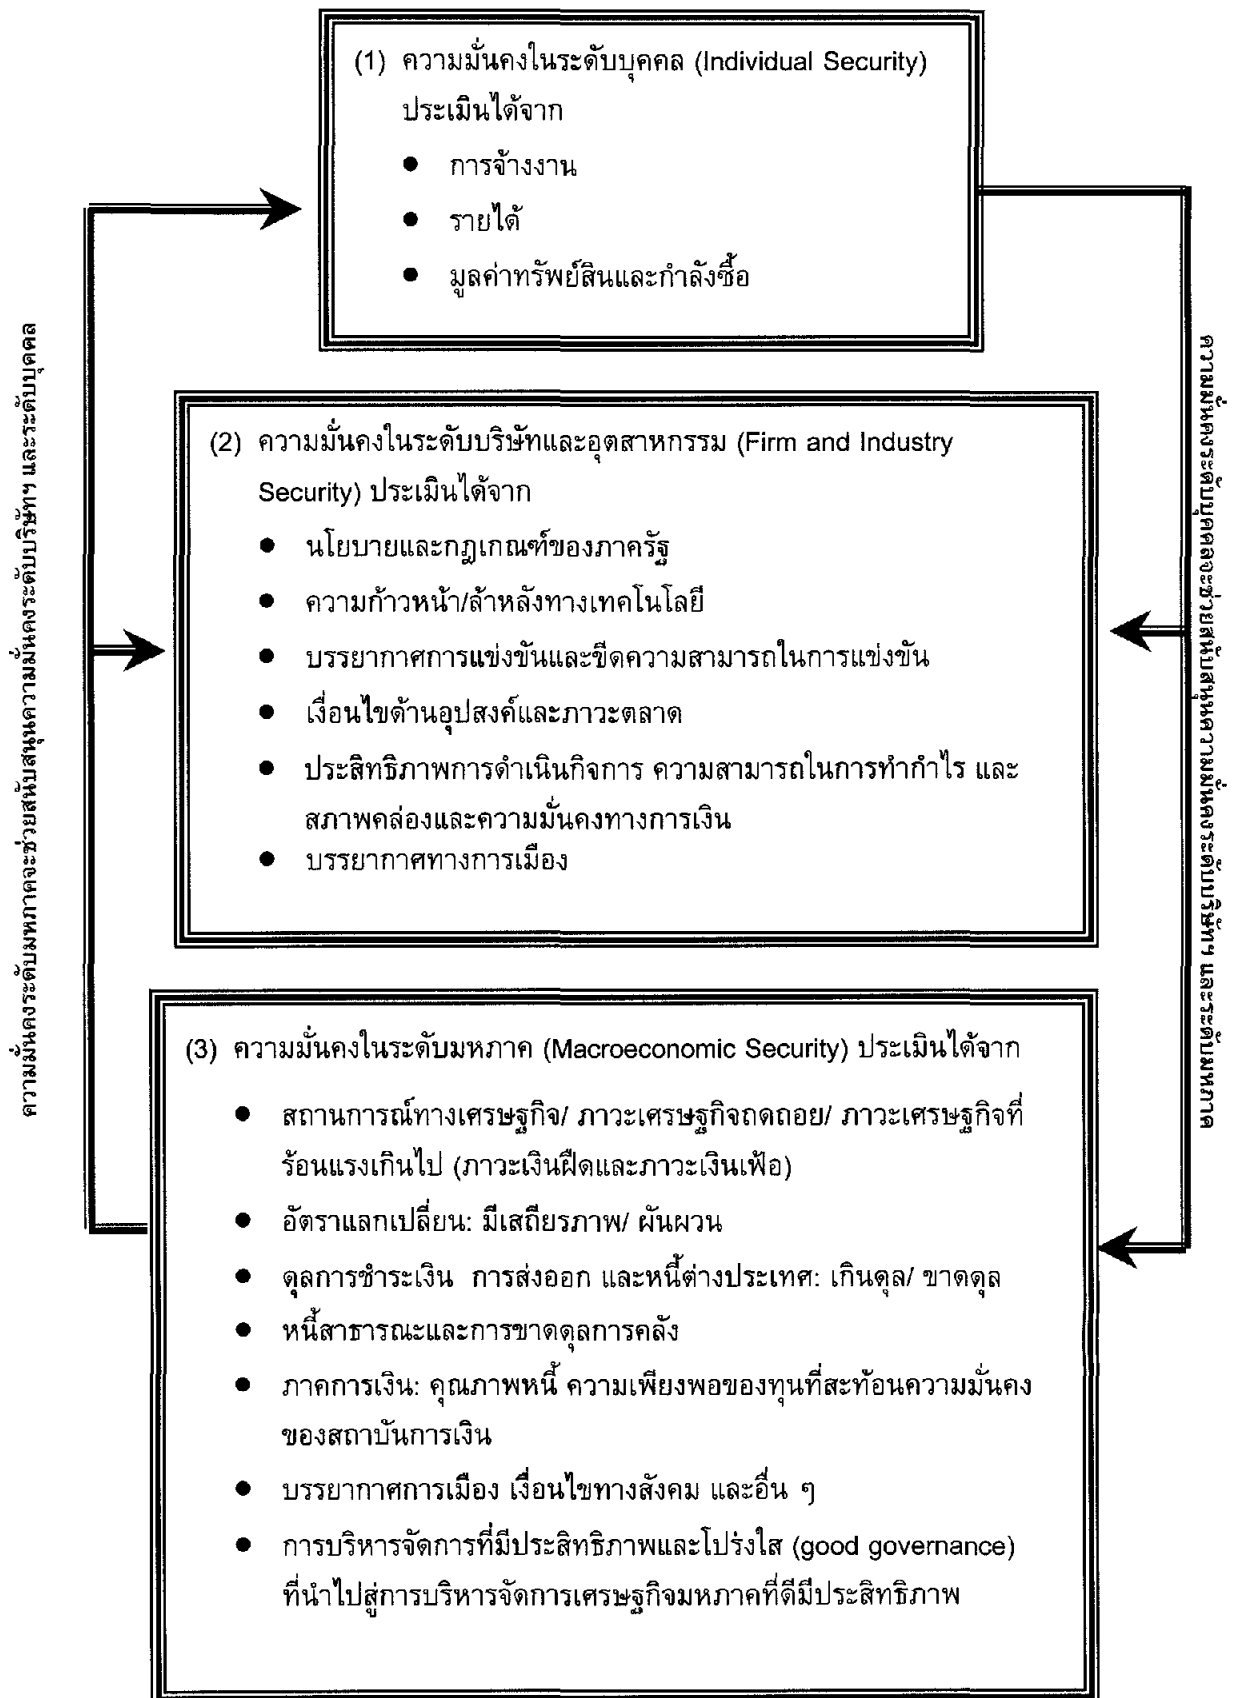 (1) ความมั่นคงในระดับบุคคล (Individual Security)
ประเมินได้จาก
● การจ้างงาน
● รายได้
● มูลค่าทรัพย์สินและกำลังซื้อ
(2) ความมั่นคงในระดับบริษัทและอุตสาหกรรม (Firm and Industry
Security) ประเมินได้จาก
● นโยบายและกฎเกณฑ์ของภาครัฐ
● ความก้าวหน้า/ล้าหลังทางเทคโนโลยี
● บรรยากาศการแข่งขันและขีดความสามารถในการแข่งขัน
● เงื่อนไขด้านอุปสงค์และภาวะตลาด
● ประสิทธิภาพการดำเนินกิจการ ความสามารถในการทำกำไร และ
สภาพคล่องและความมั่นคงทางการเงิน
● บรรยากาศทางการเมือง
(3) ความมั่นคงในระดับมหภาค (Macroeconomic Security) ประเมินได้จาก
● สถานการณ์ทางเศรษฐกิจ/ ภาวะเศรษฐกิจถดถอย/ ภาวะเศรษฐกิจที่
ร้อนแรงเกินไป (ภาวะเงินฝืดและภาวะเงินเฟ้อ)
● อัตราแลกเปลี่ยน: มีเสถียรภาพ/ ผันผวน
● ดุลการชำระเงิน การส่งออก และหนี้ต่างประเทศ: เกินดุล/ ขาดดุล
● หนี้สาธารณะและการขาดดุลการคลัง
● ภาคการเงิน: คุณภาพหนี้ ความเพียงพอของทุนที่สะท้อนความมั่นคง
ของสถาบันการเงิน
● บรรยากาศการเมือง เงื่อนไขทางสังคม และอื่น ๆ
● การบริหารจัดการที่มีประสิทธิภาพและโปร่งใส (good governance)
ที่นำไปสู่การบริหารจัดการเศรษฐกิจมหภาคที่ดีมีประสิทธิภาพ
ความมั่นคงระดับมหภาคจะช่วยสนับสนุนความมั่นคงระดับบริษัทฯ และระดับบุคคล
ความมั่นคงระดับบุคคลจะช่วยสนับสนุนความมั่นคงระดับบริษัทฯ และระดับมหภาค